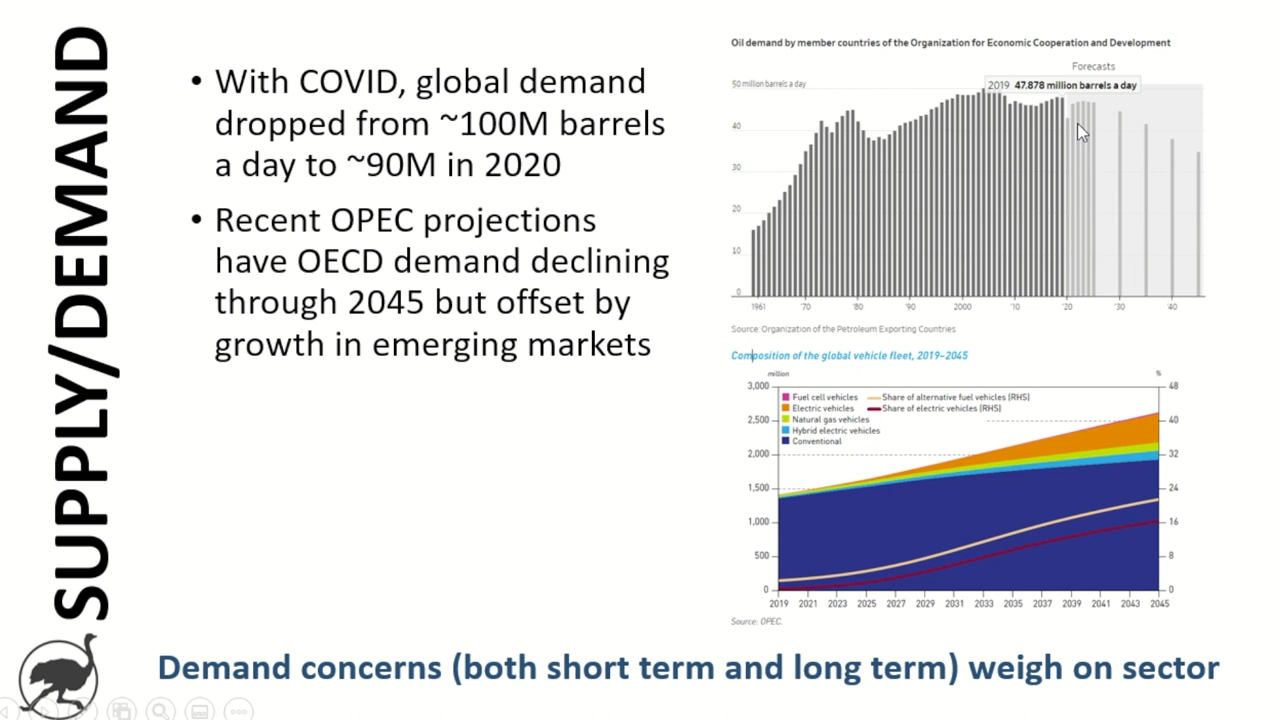 SUPPLY/DEMAND
• With COVID, global demand
dropped from ~100M barrels
a day to ~90M in 2020
• Recent OPEC projections
have OECD demand declining
through 2045 but offset by
growth in emerging markets
Oil demand by member countries of the Organization for Economic Cooperation and Development
Forecasts
50 million barrels a day
2019 47.878 million barrels a day
40
30
20
10
0
1961 '70 '80 '90 2000 '10 '20 '30 '40
Source: Organization of the Petroleum Exporting Countries
Composition of the global vehicle fleet, 2019–2045
million %
3,000 48
Fuel cell vehicles Share of alternative fuel vehicles (RHS)
Electric vehicles Share of electric vehicles (RHS)
2,500 40
Natural gas vehicles
Hybrid electric vehicles
Conventional
2,000 32
1,500 24
1,000 16
500 8
0 0
2019 2021 2023 2025 2027 2029 2031 2033 2035 2037 2039 2041 2043 2045
Source: OPEC.
Demand concerns (both short term and long term) weigh on sector